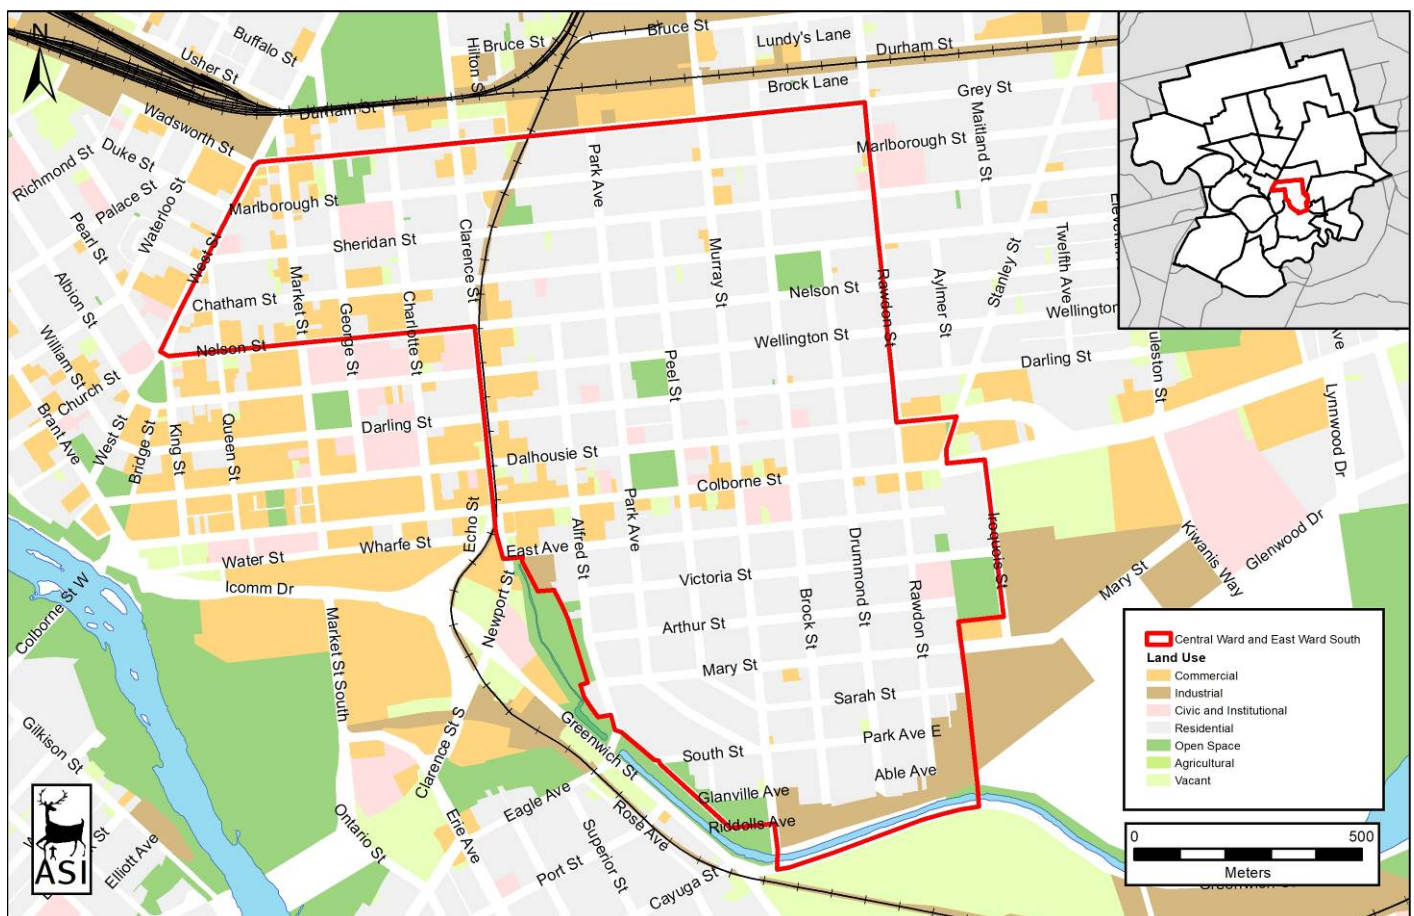 N
Buffalo St
Usher St
Hilton S
Bruce St
Bruce St
Lundy's Lane
Durham St
Brock Lane
Grey St
Durham St
Wadsworth St
Duke St
Richmond St
Palace St
Waterloo St
Pearl St
Albion St
William St
Church St
Brant Ave
West St
West St
Bridge St
King St
Queen St
Marlborough St
Sheridan St
Chatham St
Nelson St
Market St
George St
Charlotte St
Clarence St
Darling St
Park Ave
Murray St
Peel St
Marlborough St
Maitland St
Nelson St
Wellington St
Rawdon St
Aylmer St
Stanley St
Twelfth Ave
Wellington
Darling St
uleston St
Ave
Lynnwood Dr
Dalhousie St
Colborne St
Echo St
East Ave
Alfred St
Park Ave
Water St
Wharfe St
Icomm Dr
Newport St
Victoria St
Arthur St
Mary St
Brock St
Drummond St
Rawdon St
Iroquois St
Sarah St
Park Ave E
Able Ave
South St
Glanville Ave
Riddolls Ave
Mary St
Kiwanis Way
Glenwood Dr
Colborne St W
Market St South
Clarence St S
Greenwich St
Gilkison St
Eagle Ave
Erie Ave
Ontario St
Rose Ave
Superior St
Port St
Cayuga St
Elliott Ave
ASI
Central Ward and East Ward South
Land Use
Commercial
Industrial
Civic and Institutional
Residential
Open Space
Agricultural
Vacant
0 500
Meters